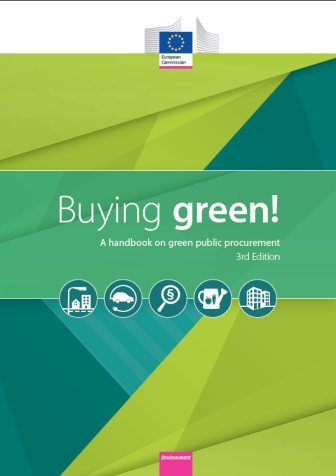 European
Commission
Buying green!
A handbook on green public procurement
3rd Edition
§
Environment